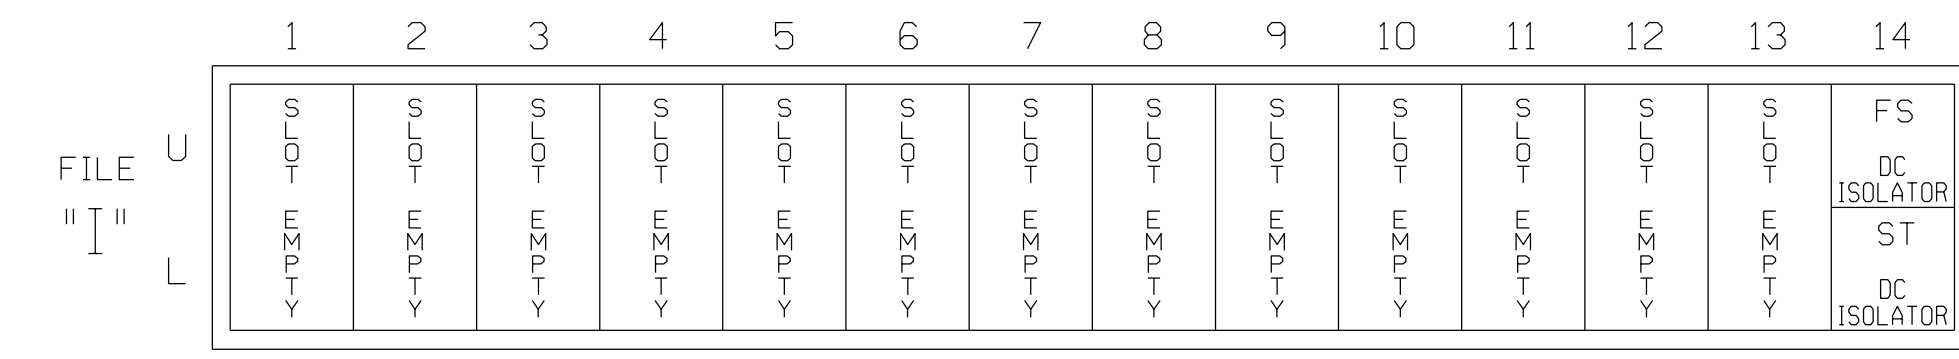 1 2 3 4 5 6 7 8 9 10 11 12 13 14
FILE
"I"
U
L
SLOT EMPTY
SLOT EMPTY
SLOT EMPTY
SLOT EMPTY
SLOT EMPTY
SLOT EMPTY
SLOT EMPTY
SLOT EMPTY
SLOT EMPTY
SLOT EMPTY
SLOT EMPTY
SLOT EMPTY
SLOT EMPTY
FS
DC
ISOLATOR
ST
DC
ISOLATOR